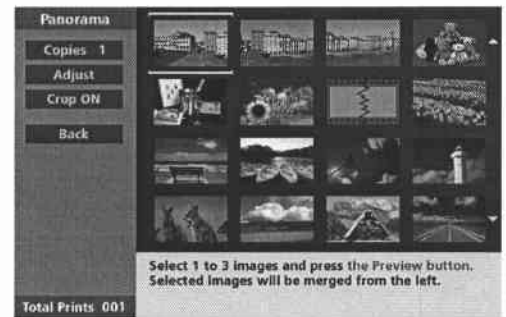 Panorama
Copies 1
Adjust
Crop ON
Back
Total Prints 001
Select 1 to 3 images and press the Preview button.
Selected images will be merged from the left.